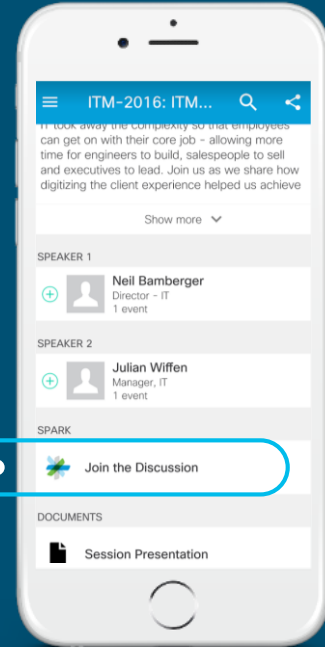 ITM-2016: ITM...
IT took away the complexity so that employees
can get on with their core job - allowing more
time for engineers to build, salespeople to sell
and executives to lead. Join us as we share how
digitizing the client experience helped us achieve
Show more
SPEAKER 1
Neil Bamberger
Director - IT
1 event
SPEAKER 2
Julian Wiffen
Manager, IT
1 event
SPARK
Join the Discussion
DOCUMENTS
Session Presentation